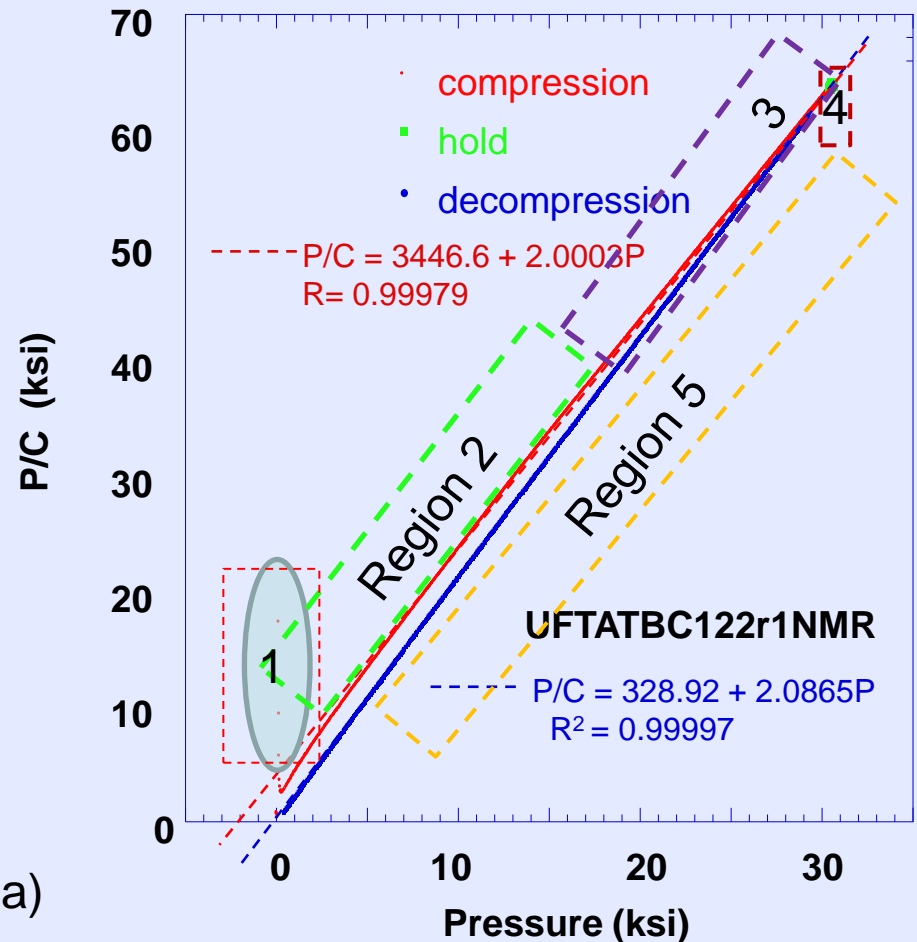 70
60
50
40
30
20
10
0
P/C (ksi)
compression
hold
decompression
P/C = 3446.6 + 2.0003P
R= 0.99979
3
4
Region 2
Region 5
1
UFTATBC122r1NMR
P/C = 328.92 + 2.0865P
R² = 0.99997
0
10
20
30
Pressure (ksi)
a)